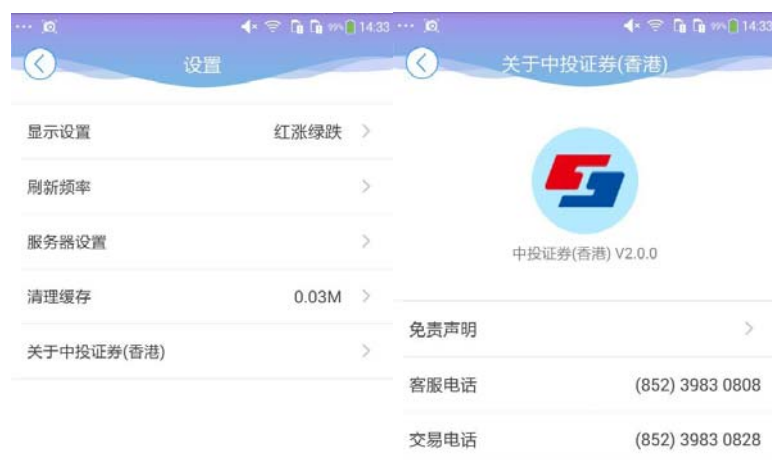 99% 14:33
设置
显示设置 红涨绿跌
刷新频率
服务器设置
清理缓存 0.03M
关于中投证券(香港)
99% 14:33
关于中投证券(香港)
中投证券(香港) V2.0.0
免责声明
客服电话 (852) 3983 0808
交易电话 (852) 3983 0828